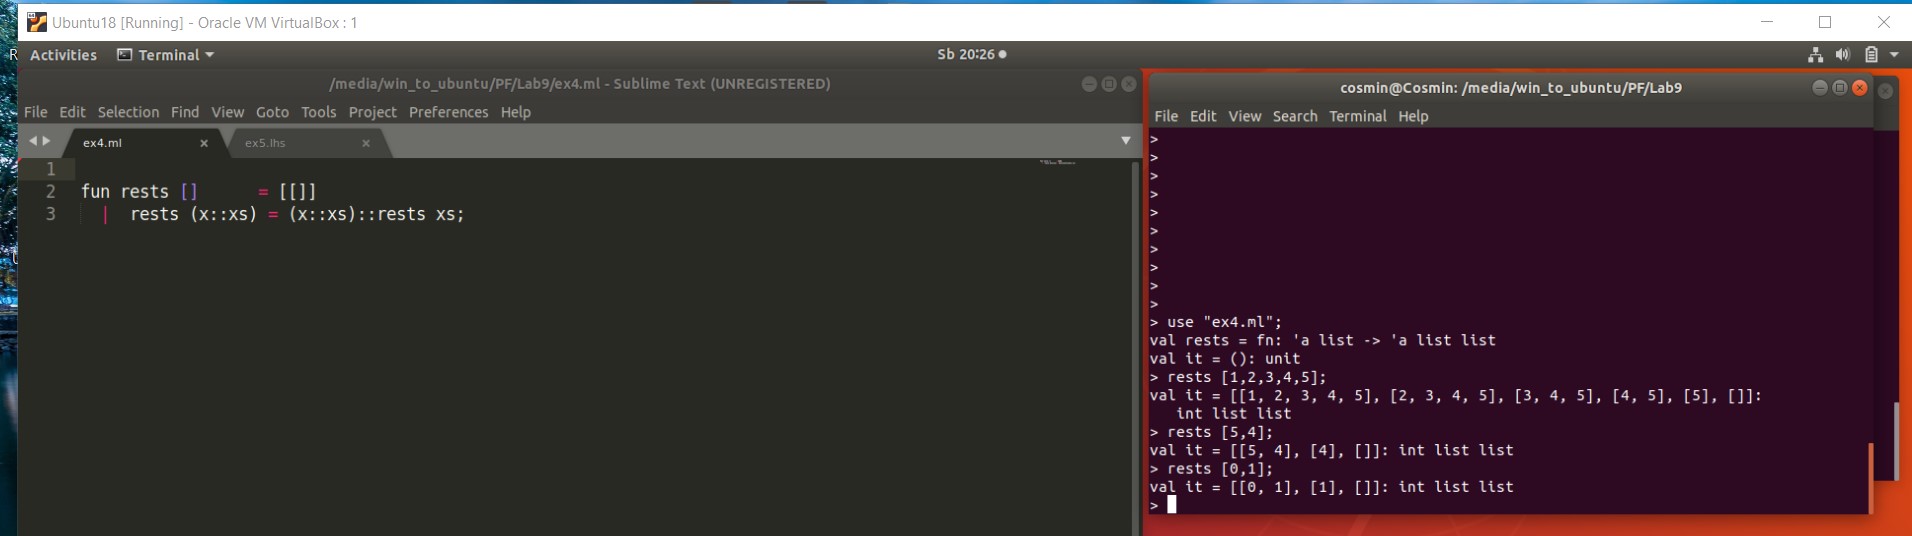 Ubuntu18 [Running] - Oracle VM VirtualBox : 1
Activities Terminal Sb 20:26
/media/win_to_ubuntu/PF/Lab9/ex4.ml - Sublime Text (UNREGISTERED)
File Edit Selection Find View Goto Tools Project Preferences Help
ex4.ml × ex5.lhs ×
1
2 fun rests []      = [[]]
3   |  rests (x::xs) = (x::xs)::rests xs;
cosmin@Cosmin: /media/win_to_ubuntu/PF/Lab9
File Edit View Search Terminal Help
>
>
>
>
>
>
>
>
>
>
> use "ex4.ml";
val rests = fn: 'a list -> 'a list list
val it = (): unit
> rests [1,2,3,4,5];
val it = [[1, 2, 3, 4, 5], [2, 3, 4, 5], [3, 4, 5], [4, 5], [5], []]:
   int list list
> rests [5,4];
val it = [[5, 4], [4], []]: int list list
> rests [0,1];
val it = [[0, 1], [1], []]: int list list
>